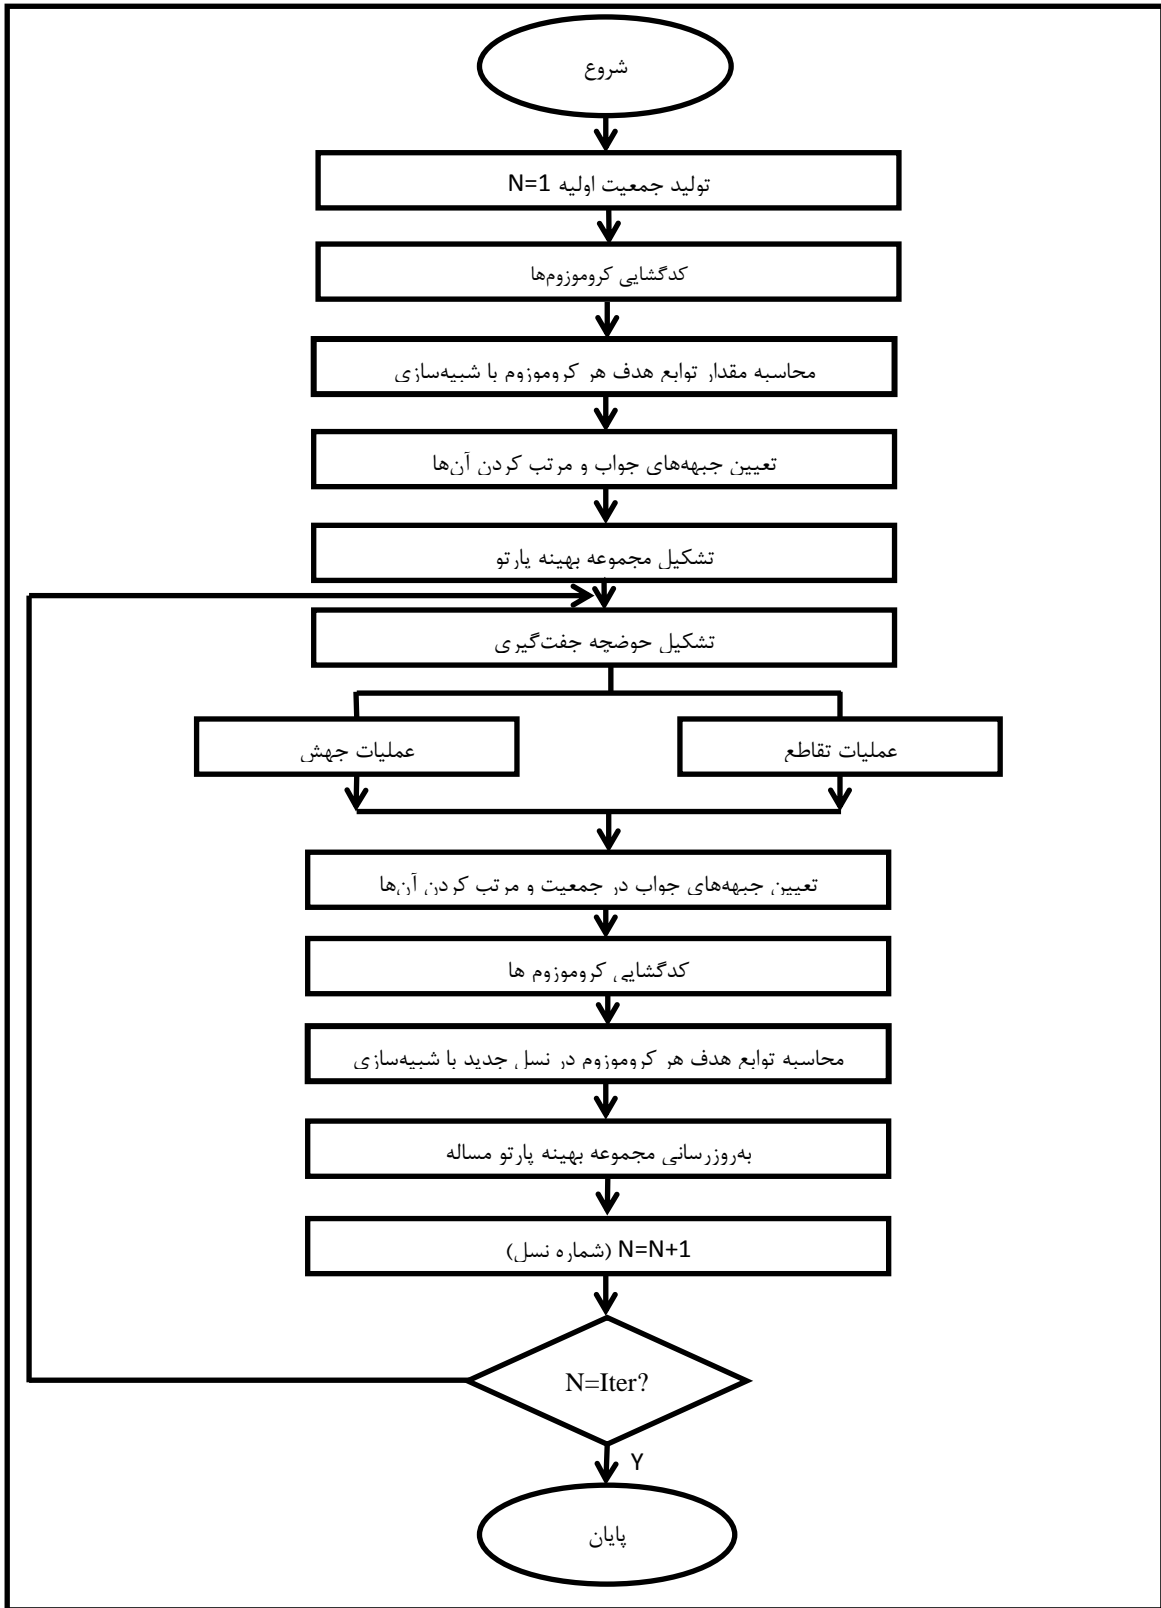 شروع
تولید جمعیت اولیه N=1
کدگشایی کروموزوم‌ها
محاسبه مقدار توابع هدف هر کروموزوم با شبیه‌سازی
تعیین جبهه‌های جواب و مرتب کردن آن‌ها
تشکیل مجموعه بهینه پارتو
تشکیل حوضچه جفت‌گیری
عملیات تقاطع
عملیات جهش
تعیین جبهه‌های جواب در جمعیت و مرتب کردن آن‌ها
کدگشایی کروموزوم ها
محاسبه توابع هدف هر کروموزوم در نسل جدید با شبیه‌سازی
به‌روزرسانی مجموعه بهینه پارتو مساله
N=N+1 (شماره نسل)
N=Iter?
Y
پایان